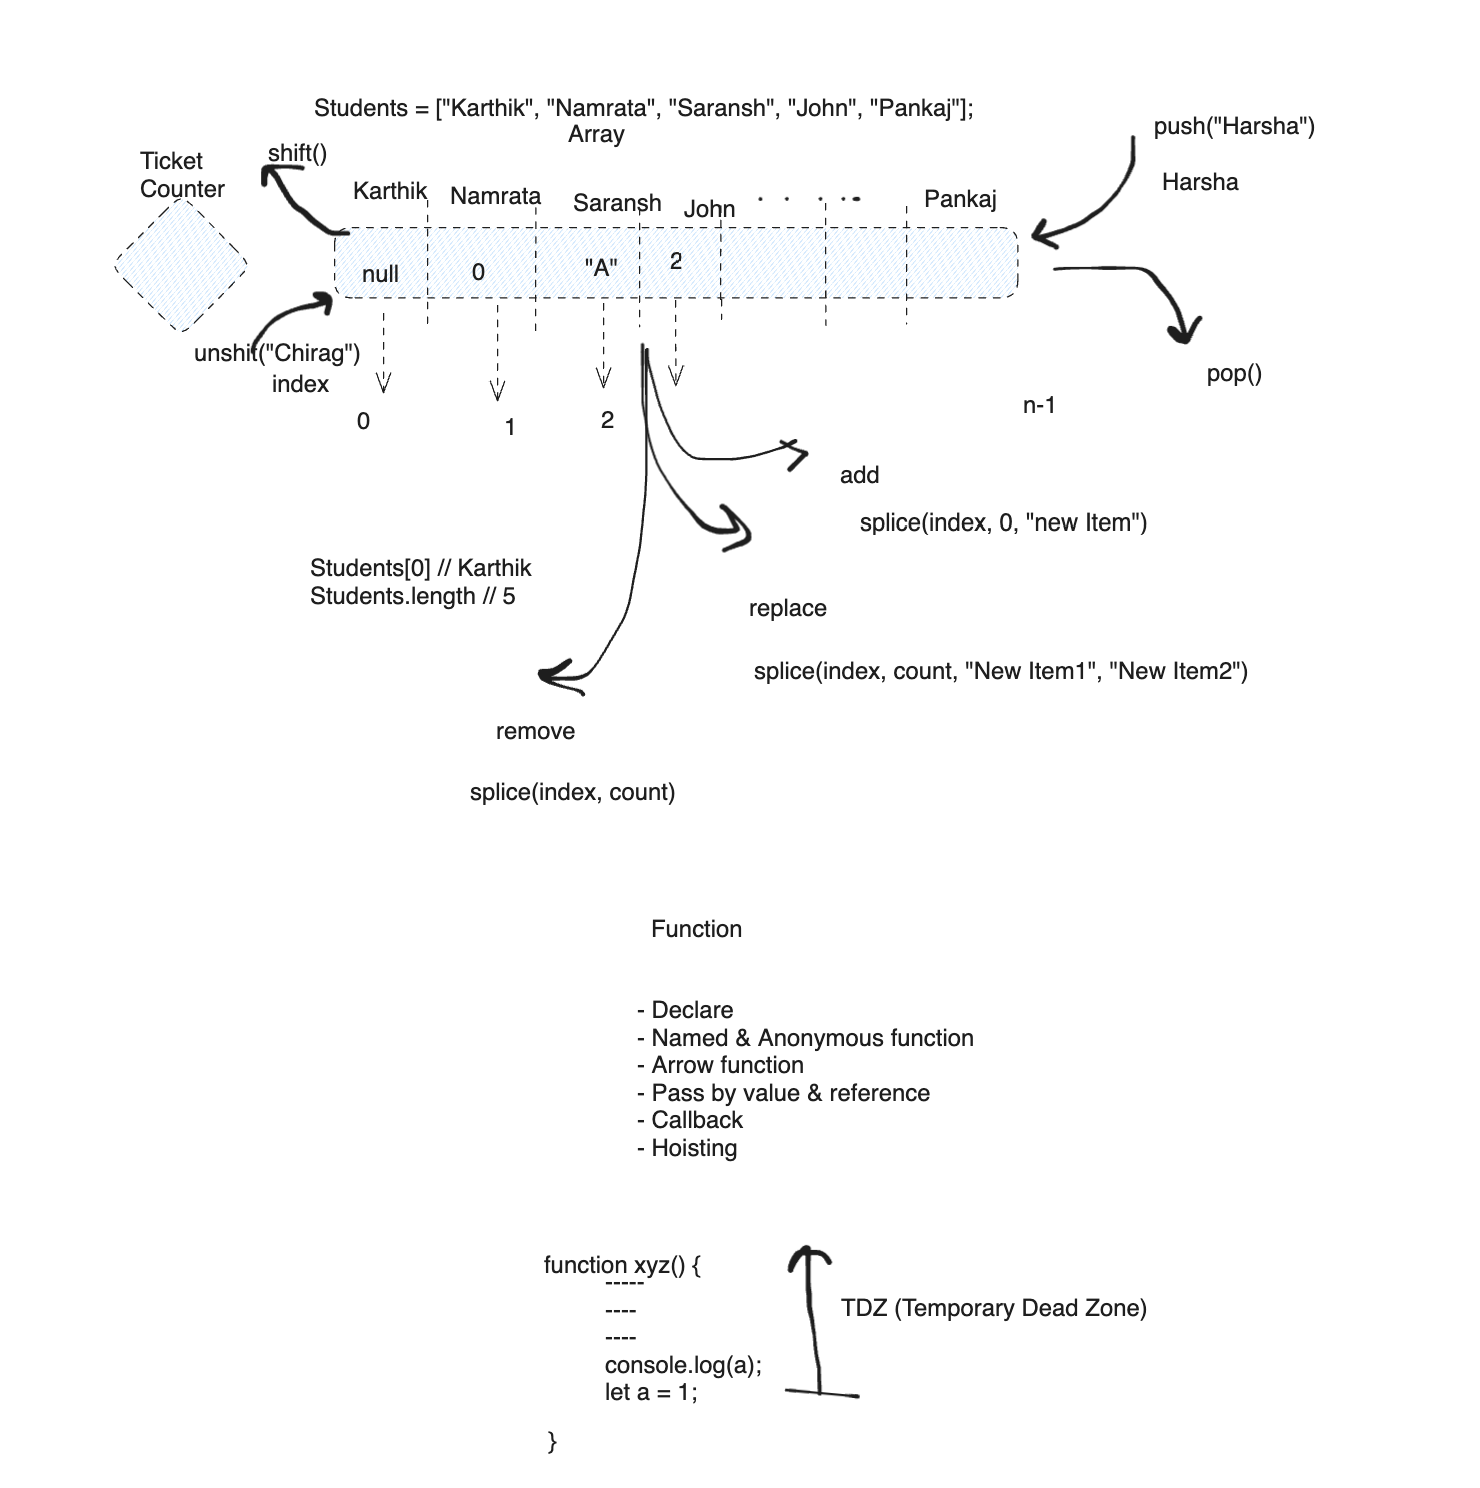 Students = ["Karthik", "Namrata", "Saransh", "John", "Pankaj"];
Array
push("Harsha")
Harsha
shift()
Ticket
Counter
Karthik
Namrata
Saransh
John
. . . ..
Pankaj
null
0
"A"
2
unshit("Chirag")
index
0
1
2
n-1
pop()
add
splice(index, 0, "new Item")
Students[0] // Karthik
Students.length // 5
replace
splice(index, count, "New Item1", "New Item2")
remove
splice(index, count)
Function
- Declare
- Named & Anonymous function
- Arrow function
- Pass by value & reference
- Callback
- Hoisting
function xyz() {
-----
----
----
console.log(a);
let a = 1;
}
TDZ (Temporary Dead Zone)